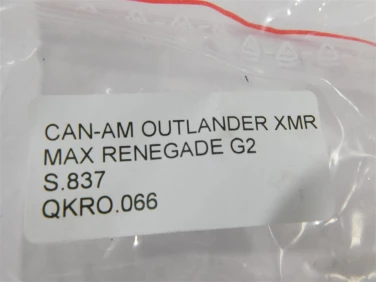 CAN-AM OUTLANDER XMR
MAX RENEGADE G2
S.837
QKRO.066